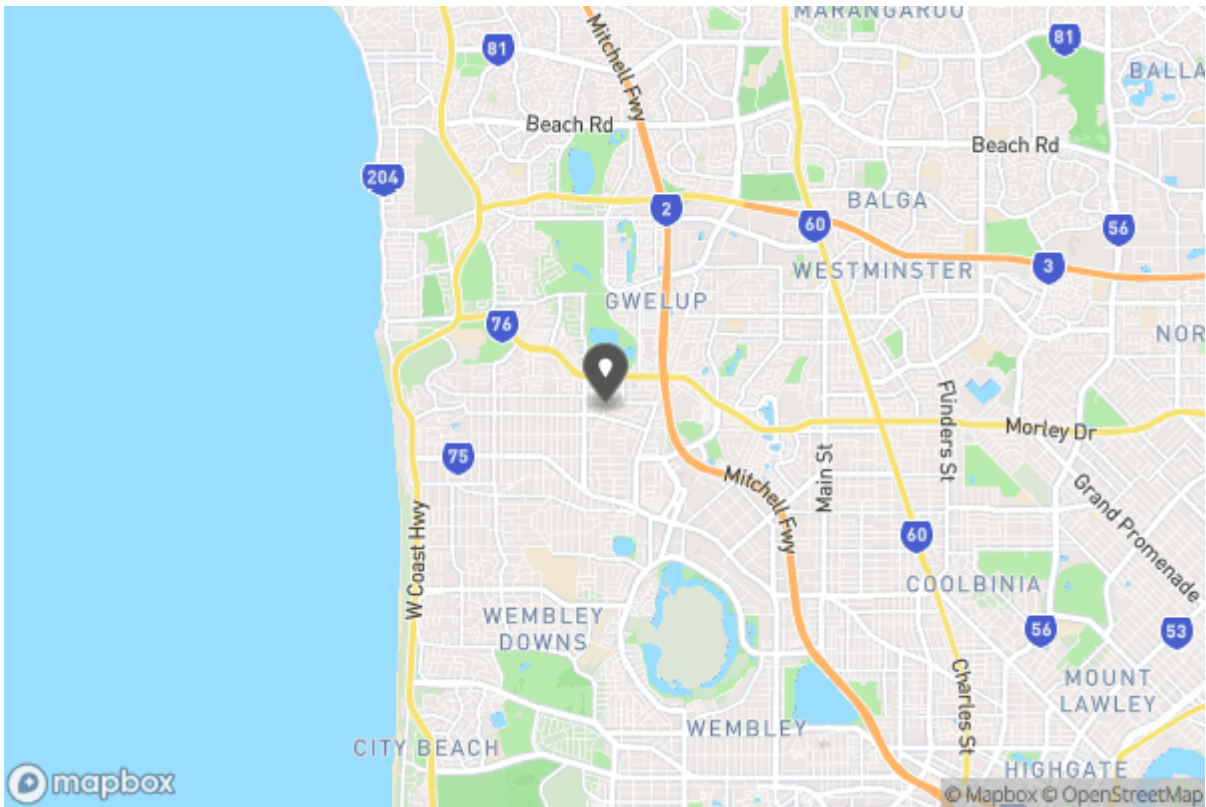 MARANGAROO
81
81
Mitchell Fwy
BALLA
Beach Rd
Beach Rd
204
2
BALGA
60
56
WESTMINSTER
3
GWELUP
76
NOR
Flinders St
Morley Dr
75
Main St
Mitchell Fwy
Grand Promenade
W Coast Hwy
60
COOLBINIA
WEMBLEY
DOWNS
56
53
MOUNT
LAWLEY
Charles St
WEMBLEY
CITY BEACH
HIGHGATE
mapbox
© Mapbox © OpenStreetMap